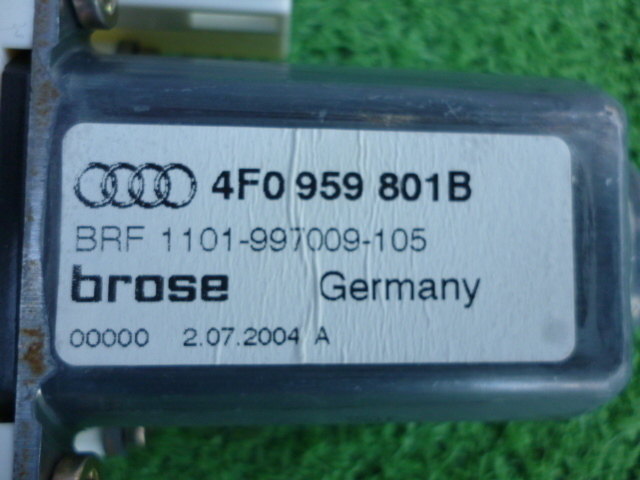 4F0 959 801B
BRF 1101-997009-105
brose Germany
00000 2.07.2004 A